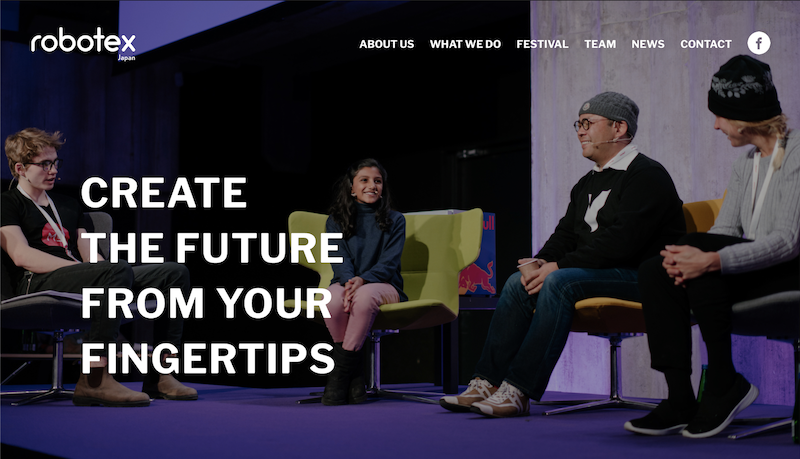 robotex
Japan
ABOUT US WHAT WE DO FESTIVAL TEAM NEWS CONTACT f
CREATE
THE FUTURE
FROM YOUR
FINGERTIPS